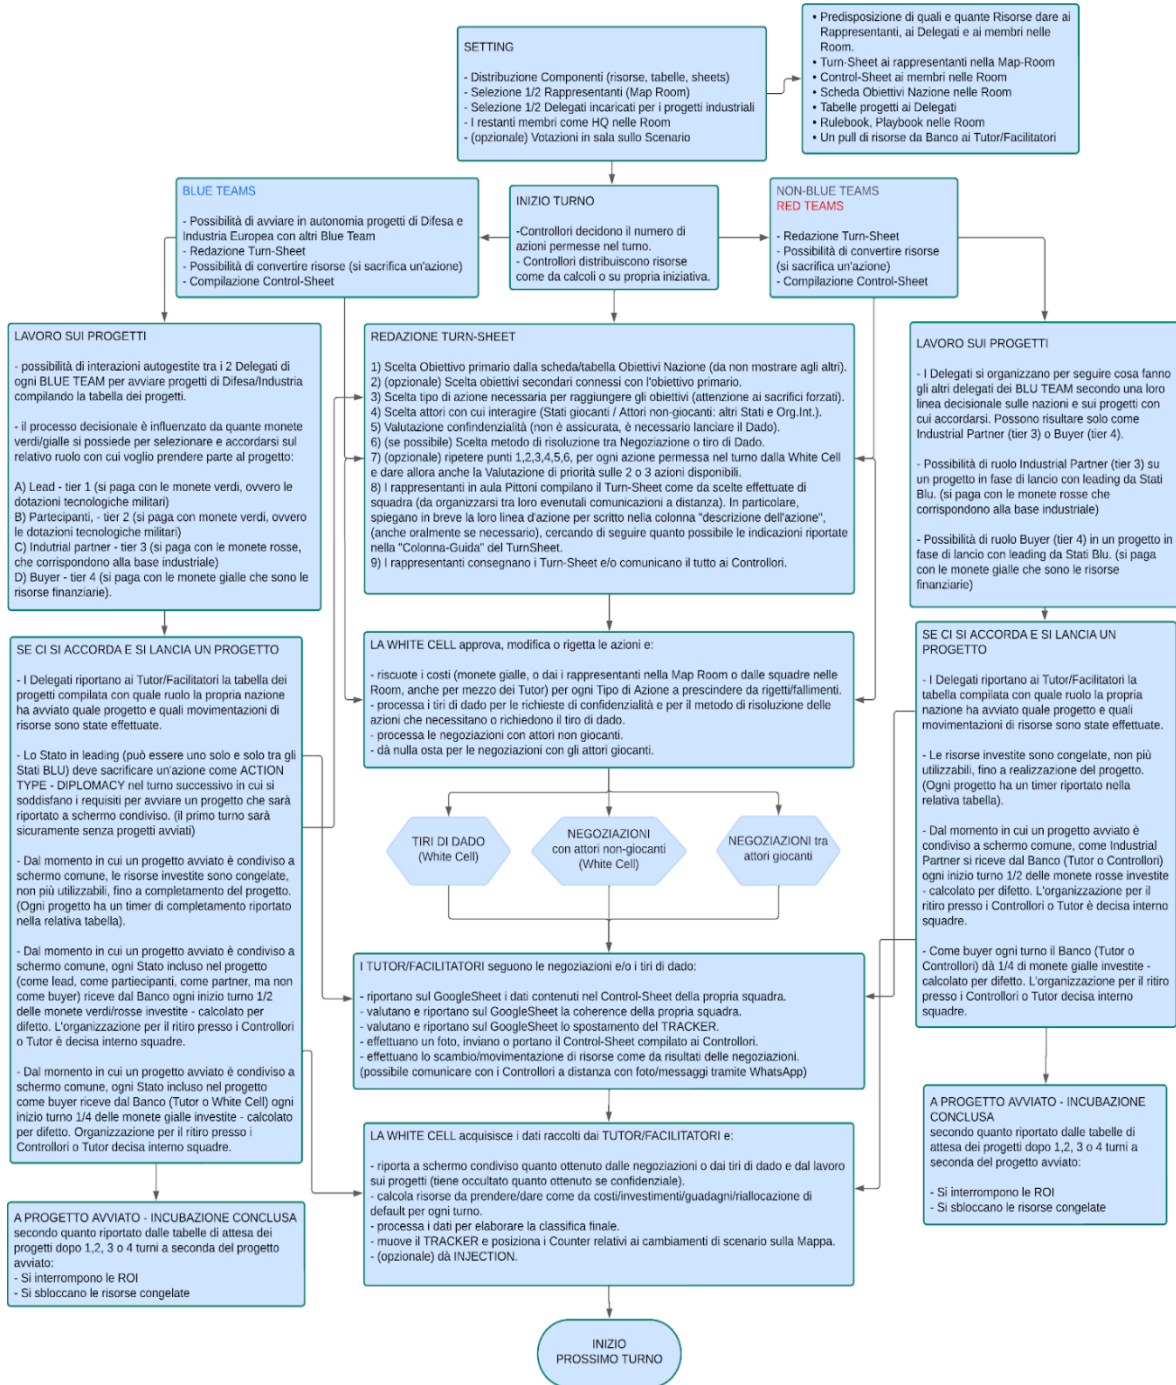 SETTING
- Distribuzione Componenti (risorse, tabelle, sheets)
- Selezione 1/2 Rappresentanti (Map Room)
- Selezione 1/2 Delegati incaricati per i progetti industriali
- I restanti membri come HQ nelle Room
- (opzionale) Votazioni in sala sullo Scenario
• Predisposizione di quali e quante Risorse dare ai
Rappresentanti, ai Delegati e ai membri nelle
Room.
• Turn-Sheet ai rappresentanti nella Map-Room
• Control-Sheet ai membri nelle Room
• Scheda Obiettivi Nazione nelle Room
• Tabelle progetti ai Delegati
• Rulebook, Playbook nelle Room
• Un pull di risorse da Banco ai Tutor/Facilitatori
BLUE TEAMS
- Possibilità di avviare in autonomia progetti di Difesa e
Industria Europea con altri Blue Team
- Redazione Turn-Sheet
- Possibilità di convertire risorse (si sacrifica un'azione)
- Compilazione Control-Sheet
INIZIO TURNO
-Controllori decidono il numero di
azioni permesse nel turno.
- Controllori distribuiscono risorse
come da calcoli o su propria iniziativa.
NON-BLUE TEAMS
RED TEAMS
- Redazione Turn-Sheet
- Possibilità di convertire risorse
(si sacrifica un'azione)
- Compilazione Control-Sheet
LAVORO SUI PROGETTI
- possibilità di interazioni autogestite tra i 2 Delegati di
ogni BLUE TEAM per avviare progetti di Difesa/Industria
compilando la tabella dei progetti.
- il processo decisionale è influenzato da quante monete
verdi/gialle si possiede per selezionare e accordarsi sul
relativo ruolo con cui voglio prendere parte al progetto:
A) Lead - tier 1 (si paga con le monete verdi, ovvero le
dotazioni tecnologiche militari)
B) Partecipanti, - tier 2 (si paga con monete verdi, ovvero
le dotazioni tecnologiche militari)
C) Indutrial partner - tier 3 (si paga con le monete rosse,
che corrispondono alla base industriale)
D) Buyer - tier 4 (si paga con le monete gialle che sono le
risorse finanziarie).
REDAZIONE TURN-SHEET
1) Scelta Obiettivo primario dalla scheda/tabella Obiettivi Nazione (da non mostrare agli altri).
2) (opzionale) Scelta obiettivi secondari connessi con l'obiettivo primario.
3) Scelta tipo di azione necessaria per raggiungere gli obiettivi (attenzione ai sacrifici forzati).
4) Scelta attori con cui interagire (Stati giocanti / Attori non-giocanti: altri Stati e Org.Int.).
5) Valutazione confindenzialità (non è assicurata, è necessario lanciare il Dado).
6) (se possibile) Scelta metodo di risoluzione tra Negoziazione o tiro di Dado.
7) (opzionale) ripetere punti 1,2,3,4,5,6, per ogni azione permessa nel turno dalla White Cell
e dare allora anche la Valutazione di priorità sulle 2 o 3 azioni disponibili.
8) I rappresentanti in aula Pittoni compilano il Turn-Sheet come da scelte effettuate di
squadra (da organizzarsi tra loro evenutali comunicazioni a distanza). In particolare,
spiegano in breve la loro linea d'azione per scritto nella colonna "descrizione dell'azione",
(anche oralmente se necessario), cercando di seguire quanto possibile le indicazioni riportate
nella "Colonna-Guida" del TurnSheet.
9) I rappresentanti consegnano i Turn-Sheet e/o comunicano il tutto ai Controllori.
LAVORO SUI PROGETTI
- I Delegati si organizzano per seguire cosa fanno
gli altri delegati dei BLU TEAM secondo una loro
linea decisionale sulle nazioni e sui progetti con
cui accordarsi. Possono risultare solo come
Industrial Partner (tier 3) o Buyer (tier 4).
- Possibilità di ruolo Industrial Partner (tier 3) su
un progetto in fase di lancio con leading da Stati
Blu. (si paga con le monete rosse che
corrispondono alla base industriale)
- Possibilità di ruolo Buyer (tier 4) in un progetto in
fase di lancio con leading da Stati Blu. (si paga
con le monete gialle che sono le risorse
finanziarie)
SE CI SI ACCORDA E SI LANCIA UN PROGETTO
- I Delegati riportano ai Tutor/Facilitatori la tabella dei
progetti compilata con quale ruolo la propria nazione
ha avviato quale progetto e quali movimentazioni di
risorse sono state effettuate.
- Lo Stato in leading (può essere uno solo e solo tra gli
Stati BLU) deve sacrificare un'azione come ACTION
TYPE - DIPLOMACY nel turno successivo in cui si
soddisfano i requisiti per avviare un progetto che sarà
riportato a schermo condiviso. (il primo turno sarà
sicuramente senza progetti avviati)
- Dal momento in cui un progetto avviato è condiviso a
schermo comune, le risorse investite sono congelate,
non più utilizzabili, fino a completamento del progetto.
(Ogni progetto ha un timer di completamento riportato
nella relativa tabella).
- Dal momento in cui un progetto avviato è condiviso a
schermo comune, ogni Stato incluso nel progetto
(come lead, come partiecipanti, come partner, ma non
come buyer) riceve dal Banco ogni inizio turno 1/2
delle monete verdi/rosse investite - calcolato per
difetto. L'organizzazione per il ritiro presso i Controllori
o Tutor è decisa interno squadre.
- Dal momento in cui un progetto avviato è condiviso a
schermo comune, ogni Stato incluso nel progetto
come buyer riceve dal Banco (Tutor o White Cell) ogni
inizio turno 1/4 delle monete gialle investite - calcolato
per difetto. Organizzazione per il ritiro presso i
Controllori o Tutor decisa interno squadre.
LA WHITE CELL approva, modifica o rigetta le azioni e:
- riscuote i costi (monete gialle, o dai i rappresentanti nella Map Room o dalle squadre nelle
Room, anche per mezzo dei Tutor) per ogni Tipo di Azione a prescindere da rigetti/fallimenti.
- processa i tiri di dado per le richieste di confidenzialità e per il metodo di risoluzione delle
azioni che necessitano o richiedono il tiro di dado.
- processa le negoziazioni con attori non giocanti.
- dà nulla osta per le negoziazioni con gli attori giocanti.
SE CI SI ACCORDA E SI LANCIA UN
PROGETTO
- I Delegati riportano ai Tutor/Facilitatori la
tabella compilata con quale ruolo la propria
nazione ha avviato quale progetto e quali
movimentazioni di risorse sono state effettuate.
- Le risorse investite sono congelate, non più
utilizzabili, fino a realizzazione del progetto.
(Ogni progetto ha un timer riportato nella
relativa tabella).
- Dal momento in cui un progetto avviato è
condiviso a schermo comune, come Industrial
Partner si riceve dal Banco (Tutor o Controllori)
ogni inizio turno 1/2 delle monete rosse investite
- calcolato per difetto. L'organizzazione per il
ritiro presso i Controllori o Tutor è decisa interno
squadre.
- Come buyer ogni turno il Banco (Tutor o
Controllori) dà 1/4 di monete gialle investite -
calcolato per difetto. L'organizzazione per il ritiro
presso i Controllori o Tutor decisa interno
squadre.
TIRI DI DADO
(White Cell)
NEGOZIAZIONI
con attori non-giocanti
(White Cell)
NEGOZIAZIONI tra
attori giocanti
I TUTOR/FACILITATORI seguono le negoziazioni e/o i tiri di dado:
- riportano sul GoogleSheet i dati contenuti nel Control-Sheet della propria squadra.
- valutano e riportano sul GoogleSheet la coherence della propria squadra.
- valutano e riportano sul GoogleSheet lo spostamento del TRACKER.
- effettuano un foto, inviano o portano il Control-Sheet compilato ai Controllori.
- effettuano lo scambio/movimentazione di risorse come da risultati delle negoziazioni.
(possibile comunicare con i Controllori a distanza con foto/messaggi tramite WhatsApp)
LA WHITE CELL acquisisce i dati raccolti dai TUTOR/FACILITATORI e:
- riporta a schermo condiviso quanto ottenuto dalle negoziazioni o dai tiri di dado e dal lavoro
sui progetti (tiene occultato quanto ottenuto se confidenziale).
- calcola risorse da prendere/dare come da costi/investimenti/guadagni/riallocazione di
default per ogni turno.
- processa i dati per elaborare la classifica finale.
- muove il TRACKER e posiziona i Counter relativi ai cambiamenti di scenario sulla Mappa.
- (opzionale) dà INJECTION.
A PROGETTO AVVIATO - INCUBAZIONE
CONCLUSA
secondo quanto riportato dalle tabelle di
attesa dei progetti dopo 1,2, 3 o 4 turni a
seconda del progetto avviato:
- Si interrompono le ROI
- Si sbloccano le risorse congelate
A PROGETTO AVVIATO - INCUBAZIONE CONCLUSA
secondo quanto riportato dalle tabelle di attesa dei
progetti dopo 1,2, 3 o 4 turni a seconda del progetto
avviato:
- Si interrompono le ROI
- Si sbloccano le risorse congelate
INIZIO
PROSSIMO TURNO